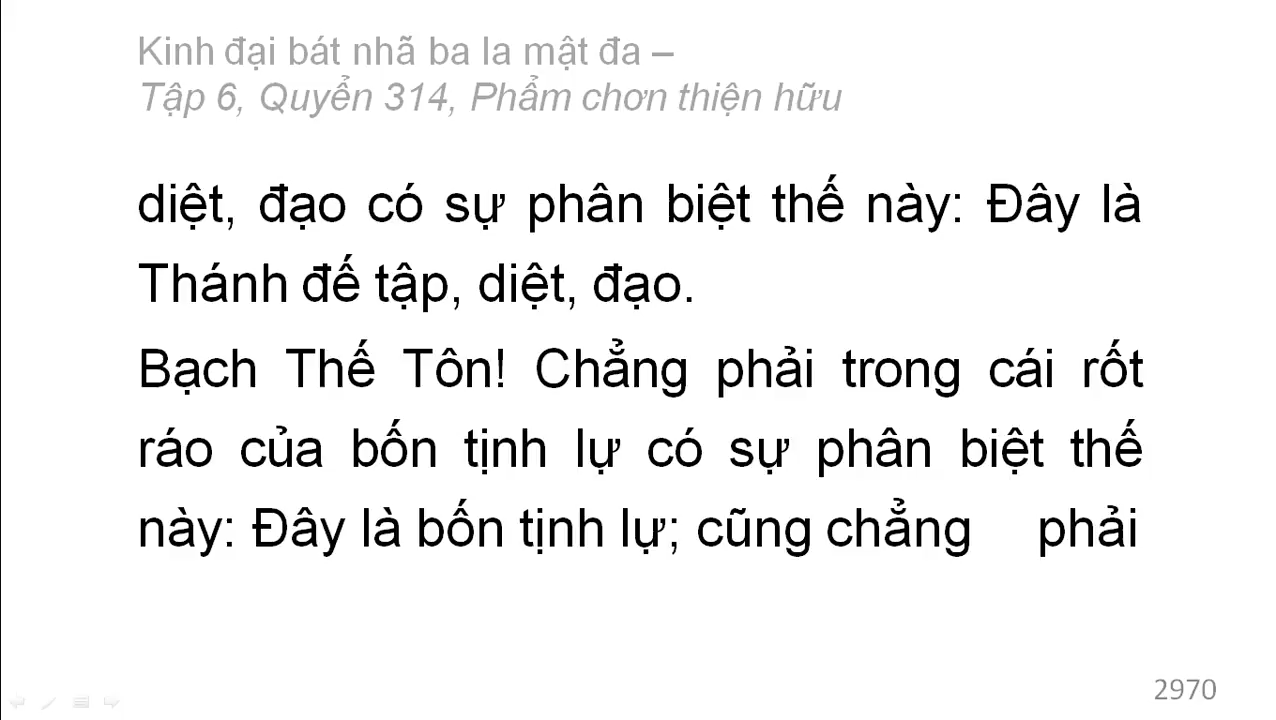 Kinh đại bát nhã ba la mật đa –
Tập 6, Quyển 314, Phẩm chơn thiện hữu
diệt, đạo có sự phân biệt thế này: Đây là
Thánh đế tập, diệt, đạo.
Bạch Thế Tôn! Chẳng phải trong cái rốt
ráo của bốn tịnh lự có sự phân biệt thế
này: Đây là bốn tịnh lự; cũng chẳng phải
2970